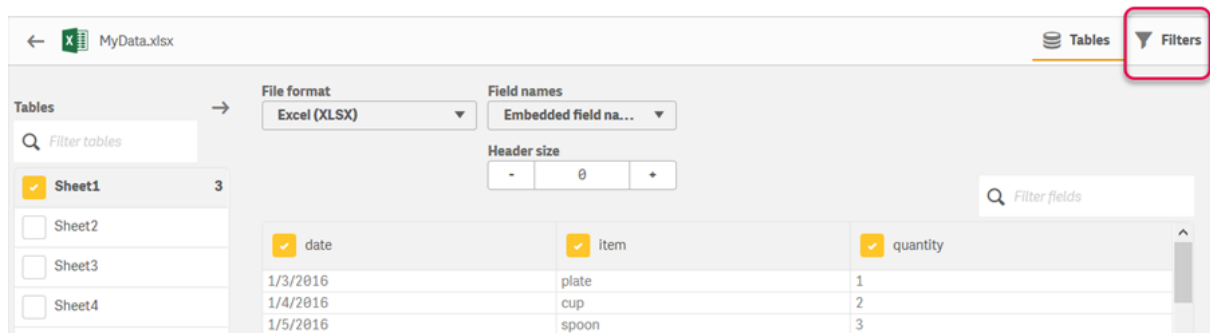 MyData.xlsx
Tables
Filters
Tables
Filter tables
Sheet1 3
Sheet2
Sheet3
Sheet4
File format
Excel (XLSX)
Field names
Embedded field na...
Header size
- 0 +
Filter fields
date item quantity
1/3/2016 plate 1
1/4/2016 cup 2
1/5/2016 spoon 3